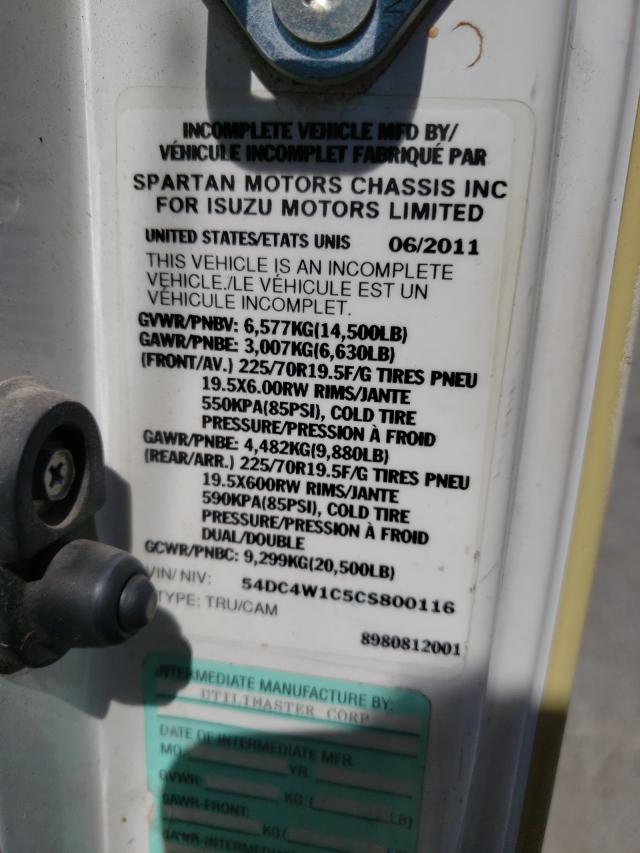 INCOMPLETE VEHICLE MFD BY/
VÉHICULE INCOMPLET FABRIQUÉ PAR
SPARTAN MOTORS CHASSIS INC
FOR ISUZU MOTORS LIMITED
UNITED STATES/ETATS UNIS 06/2011
THIS VEHICLE IS AN INCOMPLETE
VEHICLE./LE VÉHICULE EST UN
VÉHICULE INCOMPLET.
GVWR/PNBV: 6,577KG(14,500LB)
GAWR/PNBE: 3,007KG(6,630LB)
(FRONT/AV.) 225/70R19.5F/G TIRES PNEU
19.5X6.00RW RIMS/JANTE
550KPA(85PSI), COLD TIRE
PRESSURE/PRESSION À FROID
GAWR/PNBE: 4,482KG(9,880LB)
(REAR/ARR.) 225/70R19.5F/G TIRES PNEU
19.5X600RW RIMS/JANTE
590KPA(85PSI), COLD TIRE
PRESSURE/PRESSION À FROID
DUAL/DOUBLE
GCWR/PNBC: 9,299KG(20,500LB)
VIN/NIV: 54DC4W1C5CS800116
TYPE: TRU/CAM
8980812001
INTERMEDIATE MANUFACTURE BY:
UTILIMASTER CORP
DATE OF INTERMEDIATE MFR.
MO. YR.
GVWR: KG:( LB)
GAWR-FRONT:
KG( LB)
GAWR-INTERMEDIATE